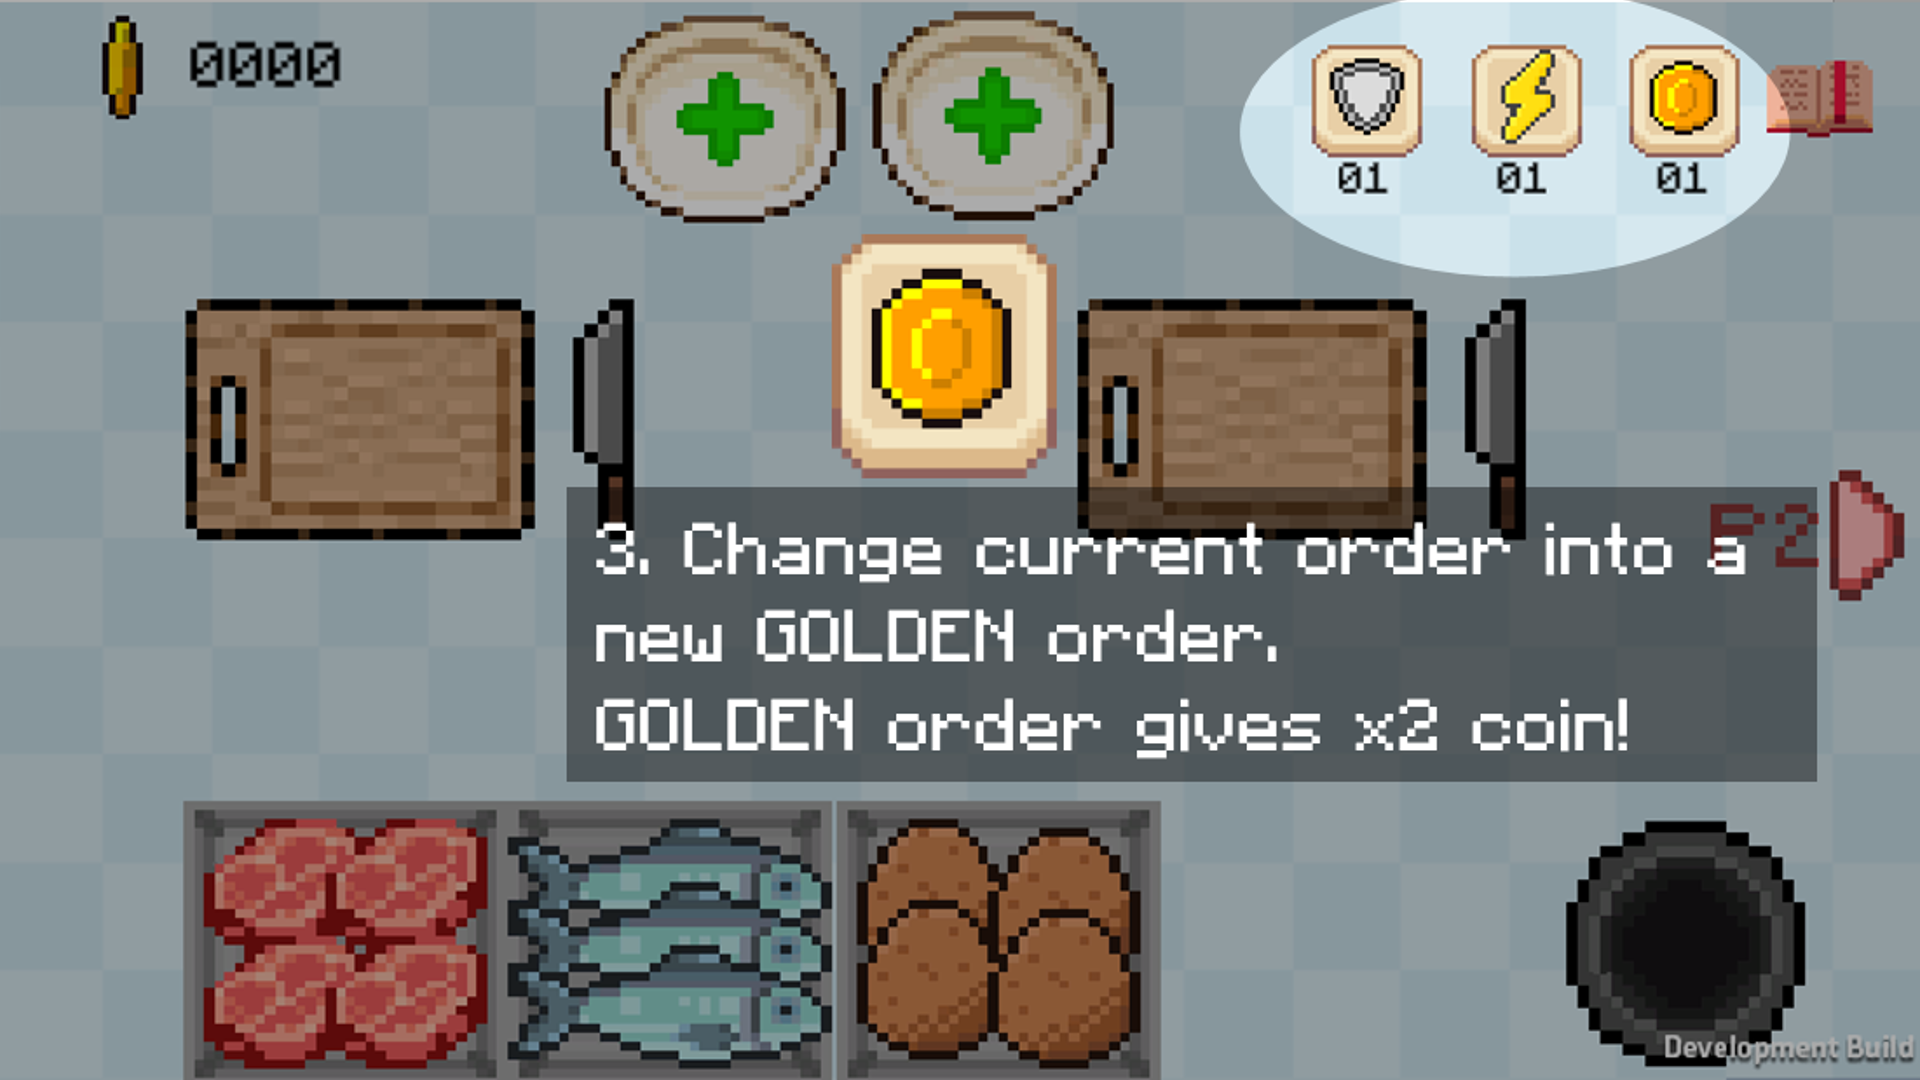 0000
01 01 01
F2
3. Change current order into a
new GOLDEN order.
GOLDEN order gives x2 coin!
Development Build